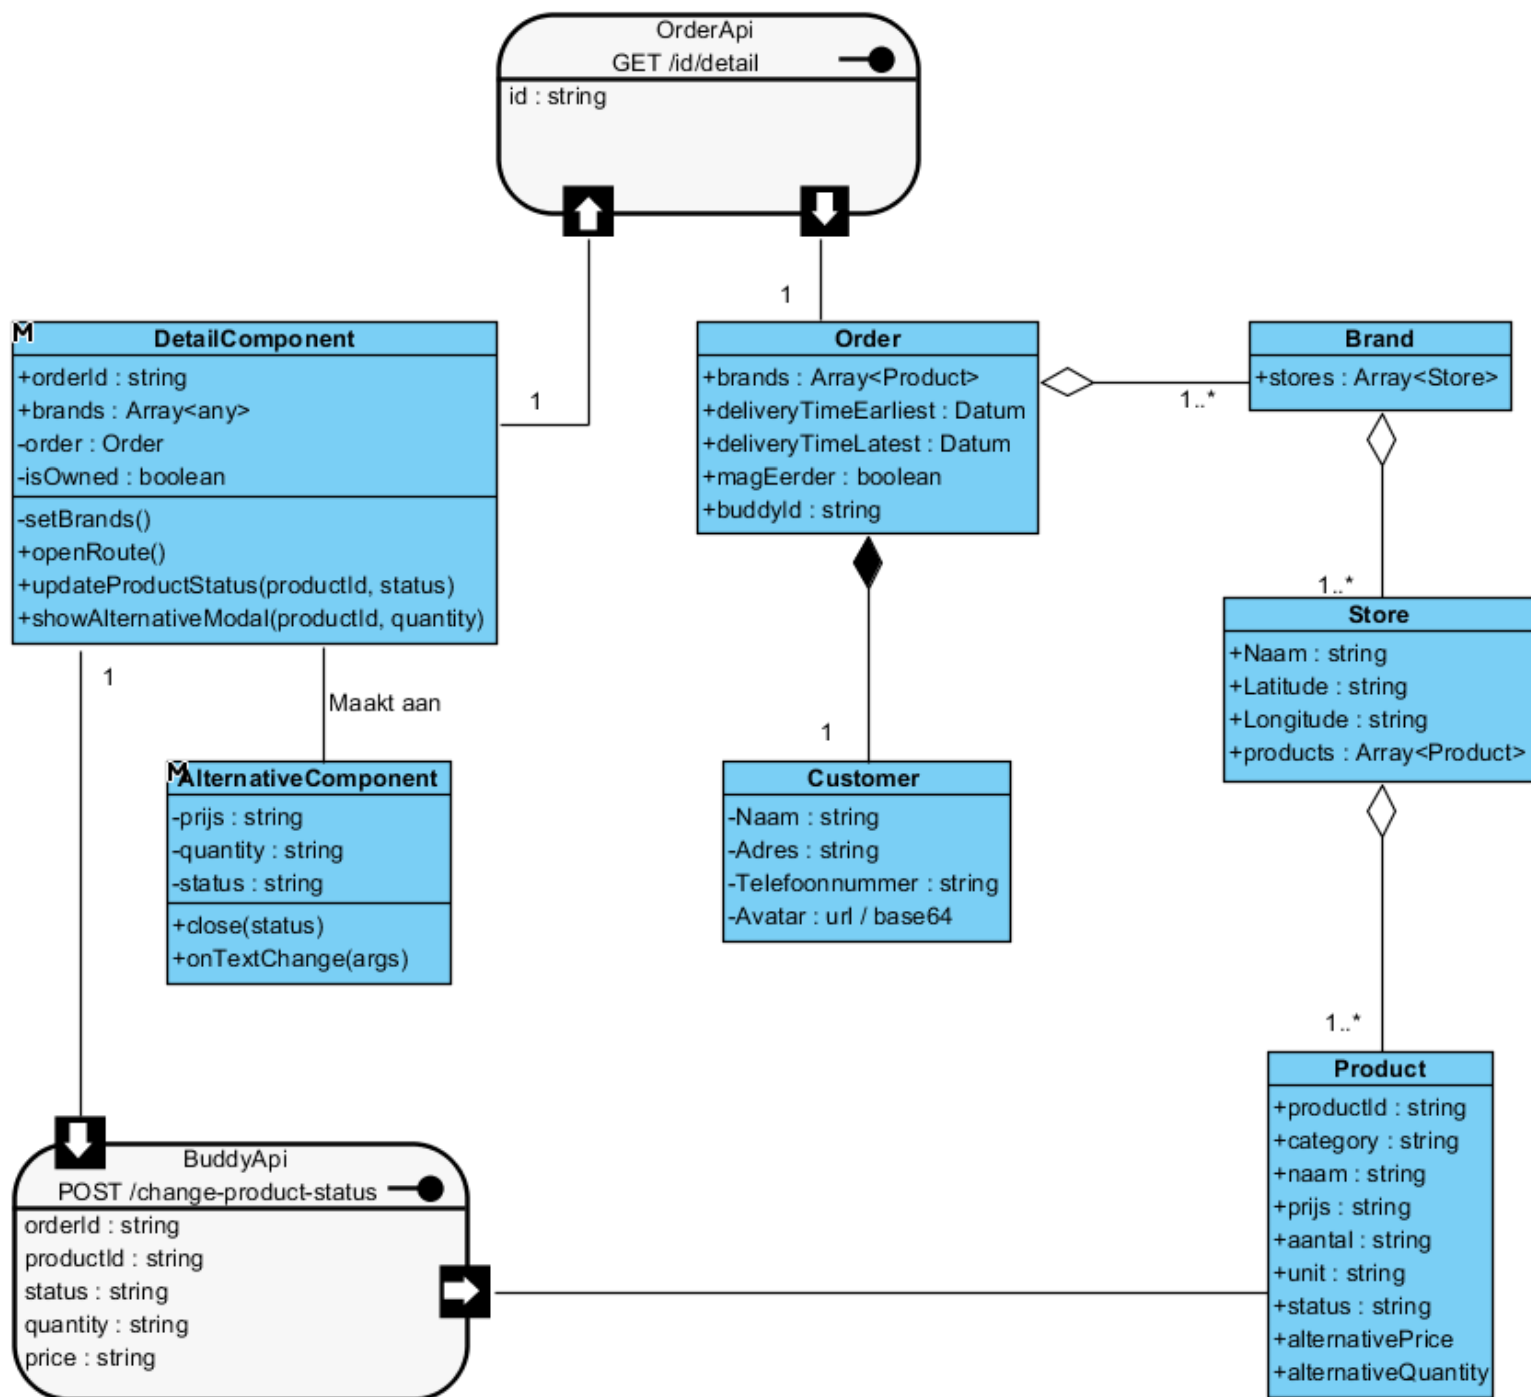 OrderApi
GET /id/detail
id : string
1
1
M
DetailComponent
+orderId : string
+brands : Array<any>
-order : Order
-isOwned : boolean
-setBrands()
+openRoute()
+updateProductStatus(productId, status)
+showAlternativeModal(productId, quantity)
Order
+brands : Array<Product>
+deliveryTimeEarliest : Datum
+deliveryTimeLatest : Datum
+magEerder : boolean
+buddyId : string
1..*
Brand
+stores : Array<Store>
1..*
Store
+Naam : string
+Latitude : string
+Longitude : string
+products : Array<Product>
1
Maakt aan
1
M
AlternativeComponent
-prijs : string
-quantity : string
-status : string
+close(status)
+onTextChange(args)
Customer
-Naam : string
-Adres : string
-Telefoonnummer : string
-Avatar : url / base64
1..*
Product
+productId : string
+category : string
+naam : string
+prijs : string
+aantal : string
+unit : string
+status : string
+alternativePrice
+alternativeQuantity
BuddyApi
POST /change-product-status
orderId : string
productId : string
status : string
quantity : string
price : string